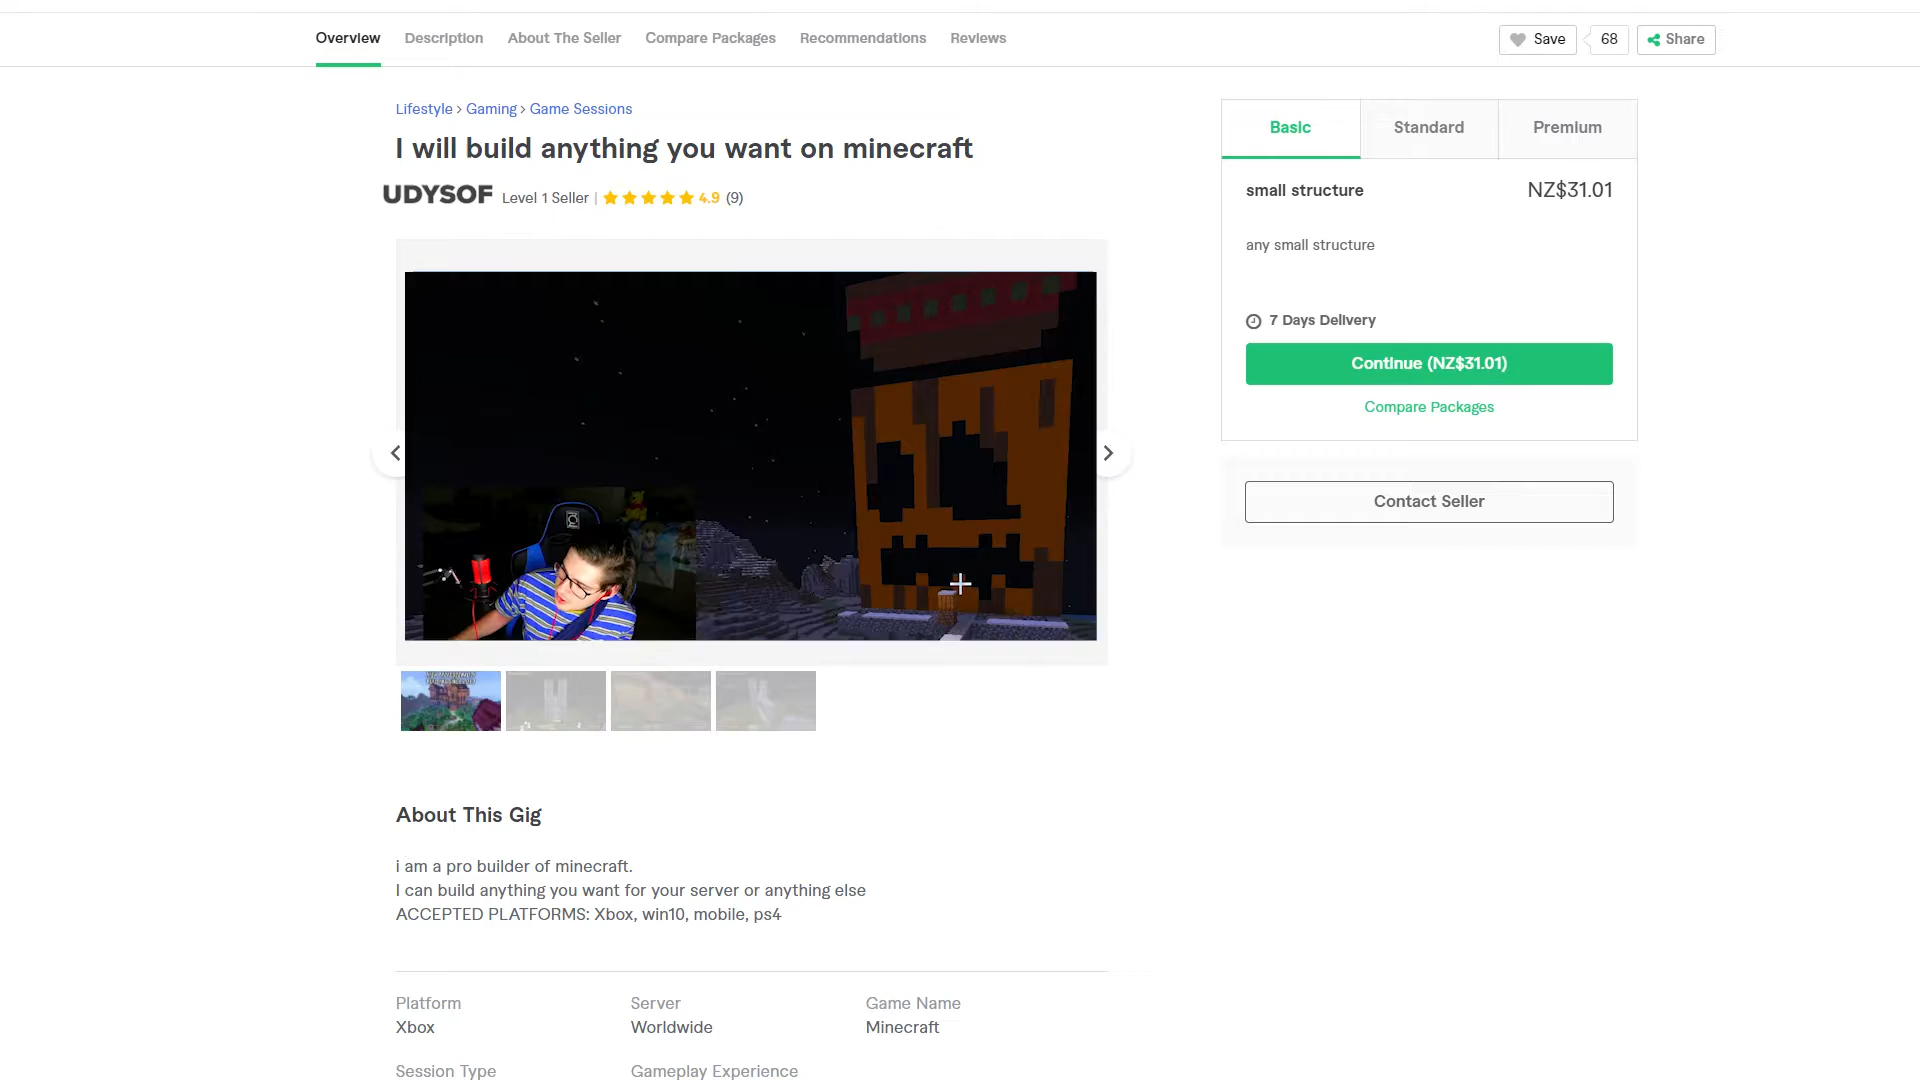 Overview Description About The Seller Compare Packages Recommendations Reviews
Save 68 Share
Lifestyle › Gaming › Game Sessions
I will build anything you want on minecraft
UDYSOF Level 1 Seller | 4.9 (9)
Basic Standard Premium
small structure NZ$31.01
any small structure
7 Days Delivery
Continue (NZ$31.01)
Compare Packages
Contact Seller
About This Gig
i am a pro builder of minecraft.
I can build anything you want for your server or anything else
ACCEPTED PLATFORMS: Xbox, win10, mobile, ps4
Platform Server Game Name
Xbox Worldwide Minecraft
Session Type Gameplay Experience